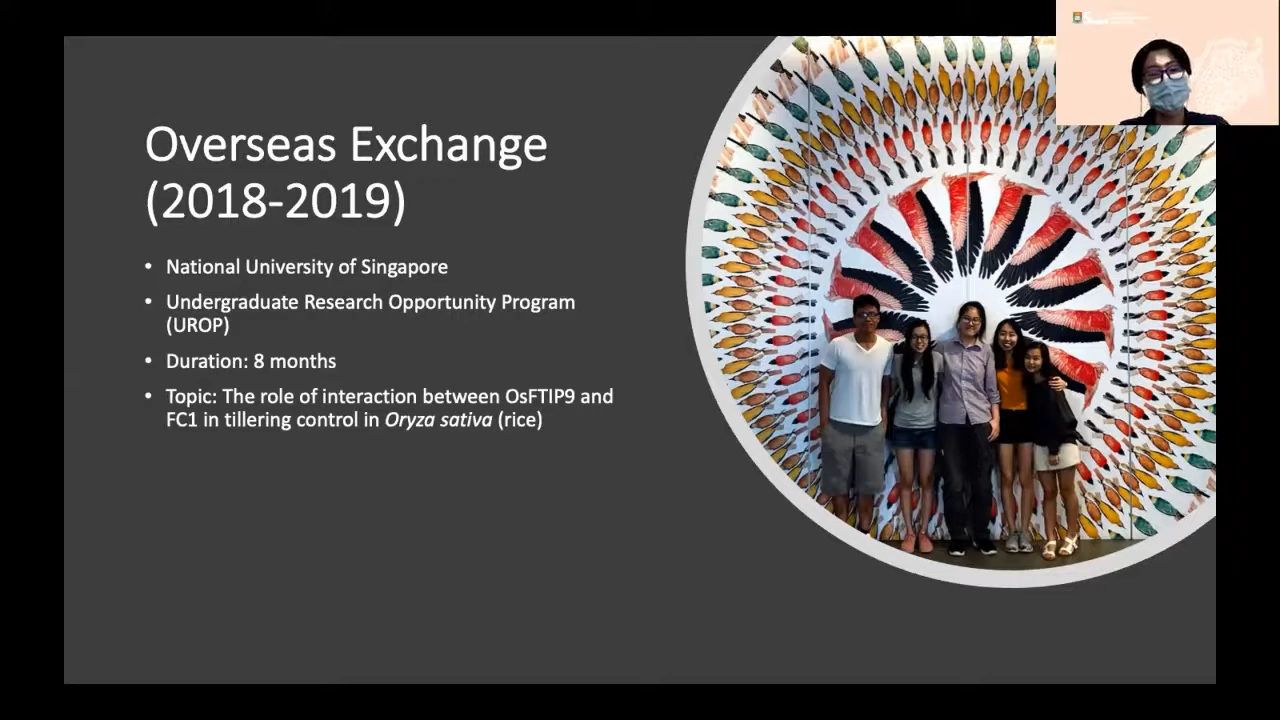 Overseas Exchange
(2018-2019)
• National University of Singapore
• Undergraduate Research Opportunity Program
(UROP)
• Duration: 8 months
• Topic: The role of interaction between OsFTIP9 and
FC1 in tillering control in Oryza sativa (rice)